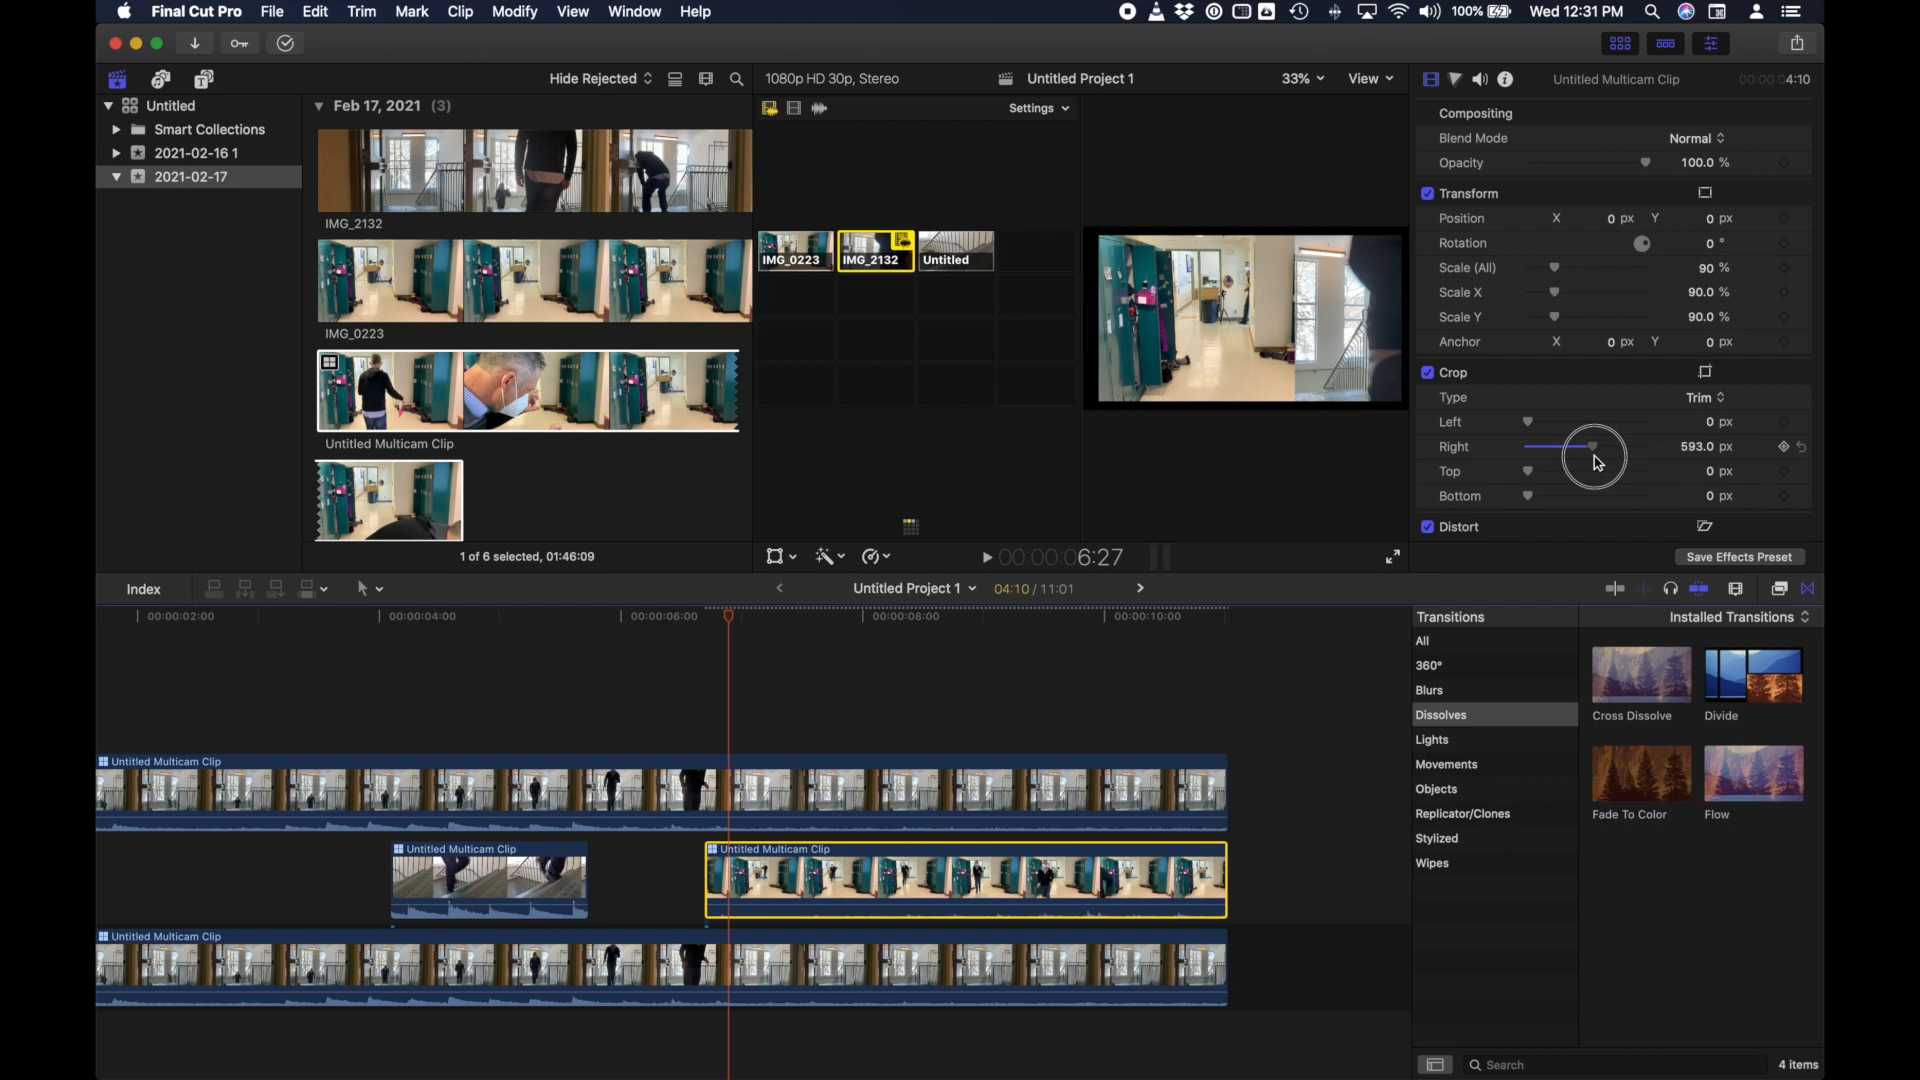 Final Cut Pro File Edit Trim Mark Clip Modify View Window Help 100% Wed 12:31 PM
Hide Rejected 1080p HD 30p, Stereo Untitled Project 1 33% View Untitled Multicam Clip 00:00:04:10
Untitled
Smart Collections
2021-02-16 1
2021-02-17
Feb 17, 2021 (3)
IMG_2132
IMG_0223
Untitled Multicam Clip
1 of 6 selected, 01:46:09
Settings
IMG_0223 IMG_2132 Untitled
00:00:06:27
Compositing
Blend Mode Normal
Opacity 100.0 %
Transform
Position X 0 px Y 0 px
Rotation 0 °
Scale (All) 90 %
Scale X 90.0 %
Scale Y 90.0 %
Anchor X 0 px Y 0 px
Crop
Type Trim
Left 0 px
Right 593.0 px
Top 0 px
Bottom 0 px
Distort
Save Effects Preset
Index Untitled Project 1 04:10 / 11:01
00:00:02:00 00:00:04:00 00:00:06:00 00:00:08:00 00:00:10:00
Untitled Multicam Clip
Untitled Multicam Clip Untitled Multicam Clip
Untitled Multicam Clip
Transitions Installed Transitions
All
360°
Blurs
Dissolves
Lights
Movements
Objects
Replicator/Clones
Stylized
Wipes
Cross Dissolve Divide
Fade To Color Flow
Search 4 items